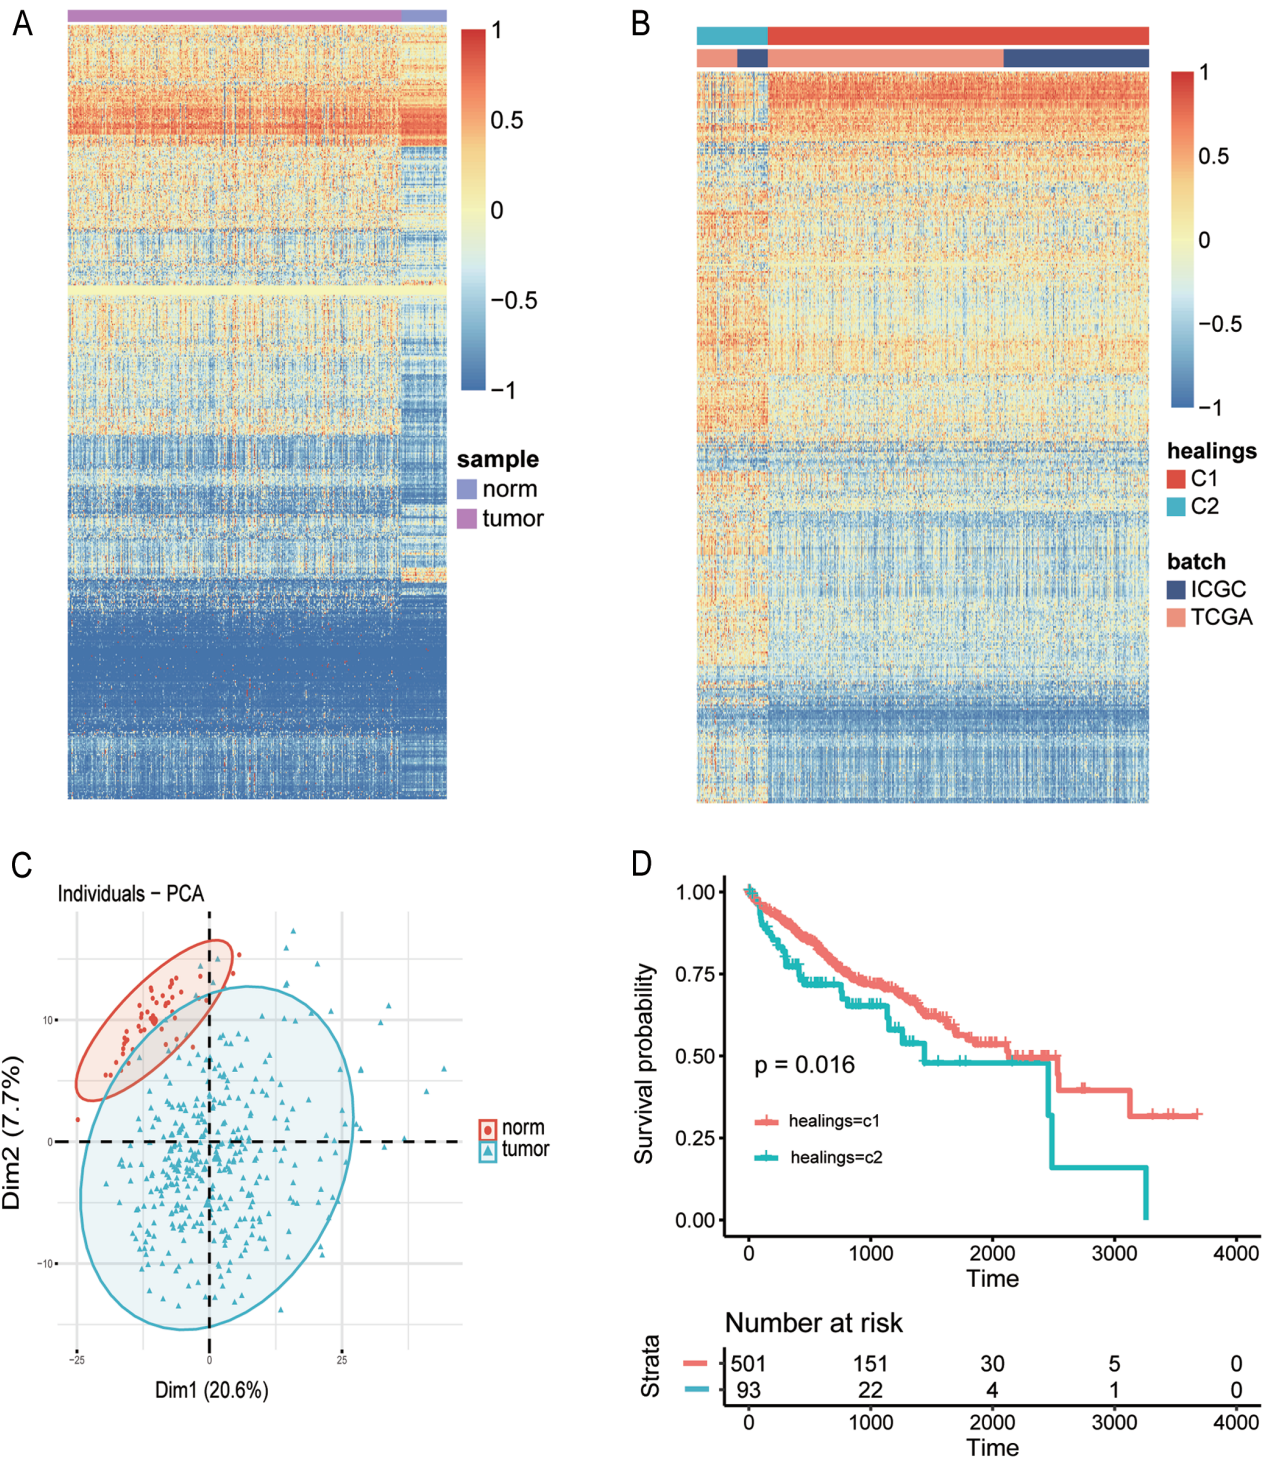 A
1
0.5
0
−0.5
−1
sample
norm
tumor
B
1
0.5
0
−0.5
−1
healings
C1
C2
batch
ICGC
TCGA
C
Individuals − PCA
Dim2 (7.7%)
10
0
−10
−25
0
25
Dim1 (20.6%)
norm
tumor
D
Survival probability
1.00
0.75
0.50
0.25
0.00
p = 0.016
healings=c1
healings=c2
0 1000 2000 3000 4000
Time
Number at risk
Strata
501 151 30 5 0
93 22 4 1 0
0 1000 2000 3000 4000
Time